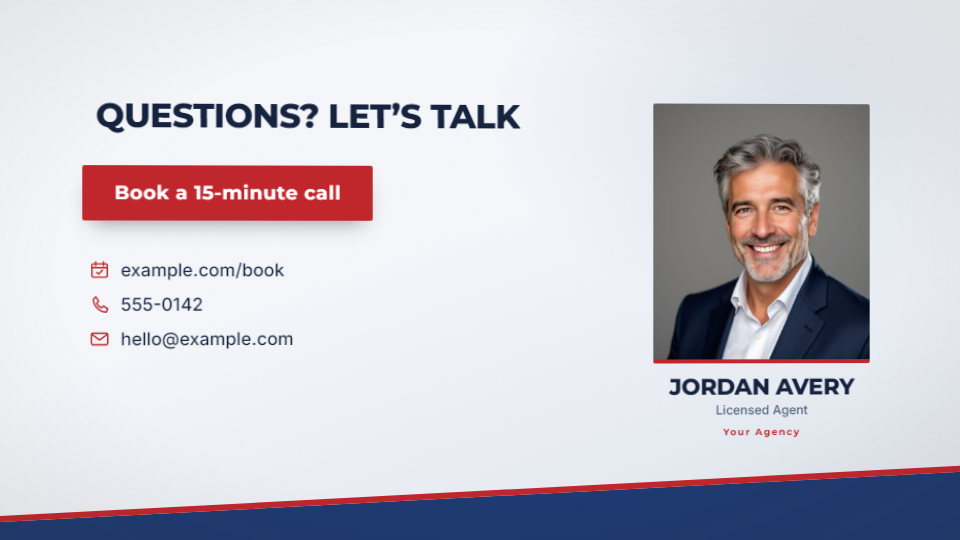 QUESTIONS? LET’S TALK
Book a 15-minute call
example.com/book
555-0142
hello@example.com
JORDAN AVERY
Licensed Agent
Your Agency